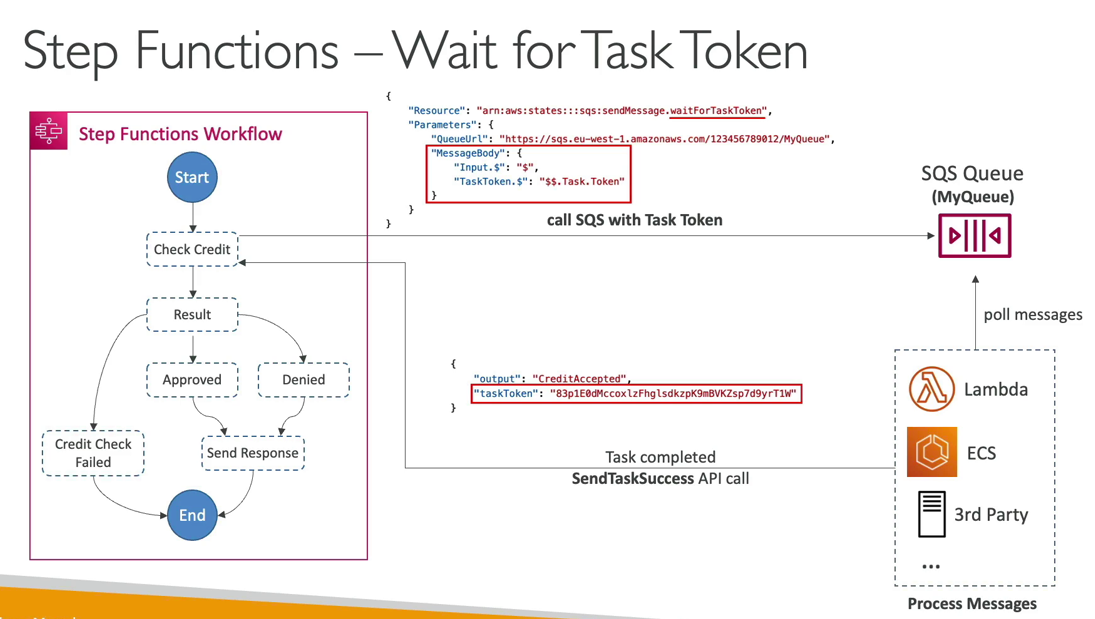 Step Functions – Wait for Task Token
{
"Resource": "arn:aws:states:::sqs:sendMessage.waitForTaskToken",
"Parameters": {
"QueueUrl": "https://sqs.eu-west-1.amazonaws.com/123456789012/MyQueue",
"MessageBody": {
"Input.$": "$",
"TaskToken.$": "$$.Task.Token"
}
}
}
Step Functions Workflow
Start
Check Credit
Result
Approved
Denied
Credit Check
Failed
Send Response
End
call SQS with Task Token
SQS Queue
(MyQueue)
poll messages
{
"output": "CreditAccepted",
"taskToken": "83p1E0dMccoxlzFhglsdkzpK9mBVKZsp7d9yrT1W"
}
Task completed
SendTaskSuccess API call
Lambda
ECS
3rd Party
...
Process Messages